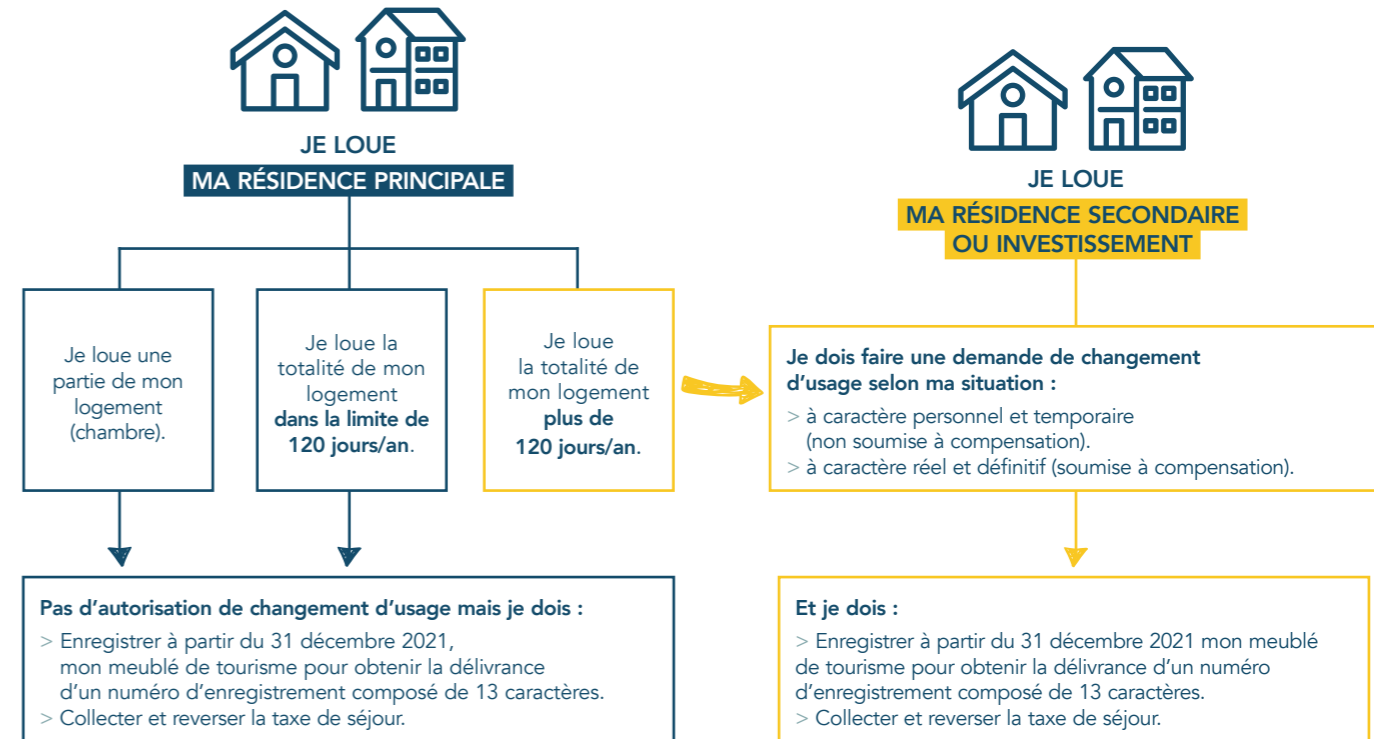 JE LOUE
MA RÉSIDENCE PRINCIPALE
JE LOUE
MA RÉSIDENCE SECONDAIRE
OU INVESTISSEMENT
Je loue une
partie de mon
logement
(chambre).
Je loue la
totalité de mon
logement
dans la limite de
120 jours/an.
Je loue
la totalité de
mon logement
plus de
120 jours/an.
Je dois faire une demande de changement
d'usage selon ma situation :
> à caractère personnel et temporaire
(non soumise à compensation).
> à caractère réel et définitif (soumise à compensation).
Pas d'autorisation de changement d'usage mais je dois :
> Enregistrer à partir du 31 décembre 2021,
mon meublé de tourisme pour obtenir la délivrance
d'un numéro d'enregistrement composé de 13 caractères.
> Collecter et reverser la taxe de séjour.
Et je dois :
> Enregistrer à partir du 31 décembre 2021 mon meublé
de tourisme pour obtenir la délivrance d'un numéro
d'enregistrement composé de 13 caractères.
> Collecter et reverser la taxe de séjour.